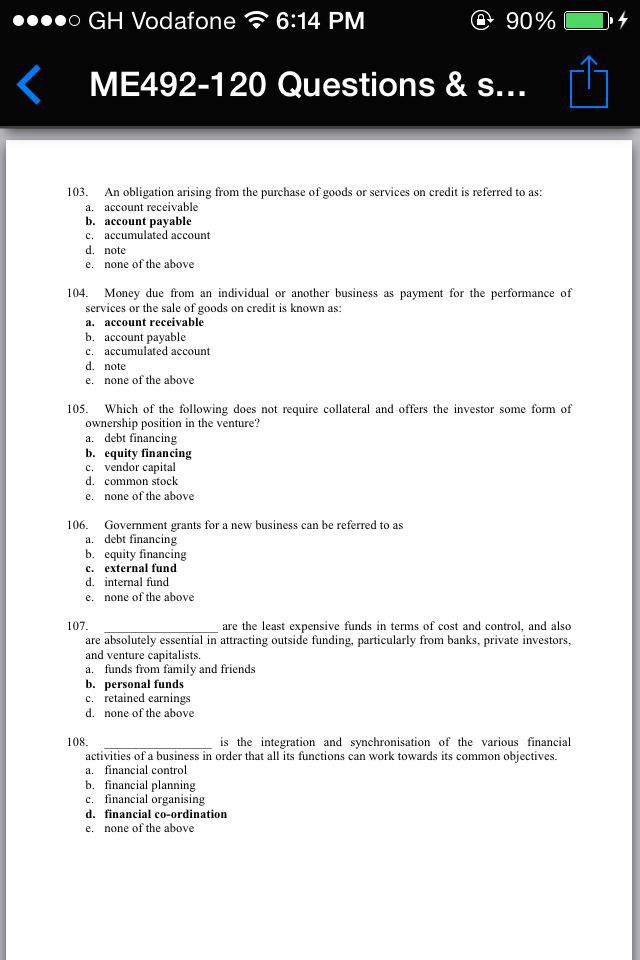 GH Vodafone 6:14 PM 90%
ME492-120 Questions & s...
103. An obligation arising from the purchase of goods or services on credit is referred to as:
a. account receivable
b. account payable
c. accumulated account
d. note
e. none of the above
104. Money due from an individual or another business as payment for the performance of
services or the sale of goods on credit is known as:
a. account receivable
b. account payable
c. accumulated account
d. note
e. none of the above
105. Which of the following does not require collateral and offers the investor some form of
ownership position in the venture?
a. debt financing
b. equity financing
c. vendor capital
d. common stock
e. none of the above
106. Government grants for a new business can be referred to as
a. debt financing
b. equity financing
c. external fund
d. internal fund
e. none of the above
107. __________________ are the least expensive funds in terms of cost and control, and also
are absolutely essential in attracting outside funding, particularly from banks, private investors,
and venture capitalists.
a. funds from family and friends
b. personal funds
c. retained earnings
d. none of the above
108. _________________ is the integration and synchronisation of the various financial
activities of a business in order that all its functions can work towards its common objectives.
a. financial control
b. financial planning
c. financial organising
d. financial co-ordination
e. none of the above